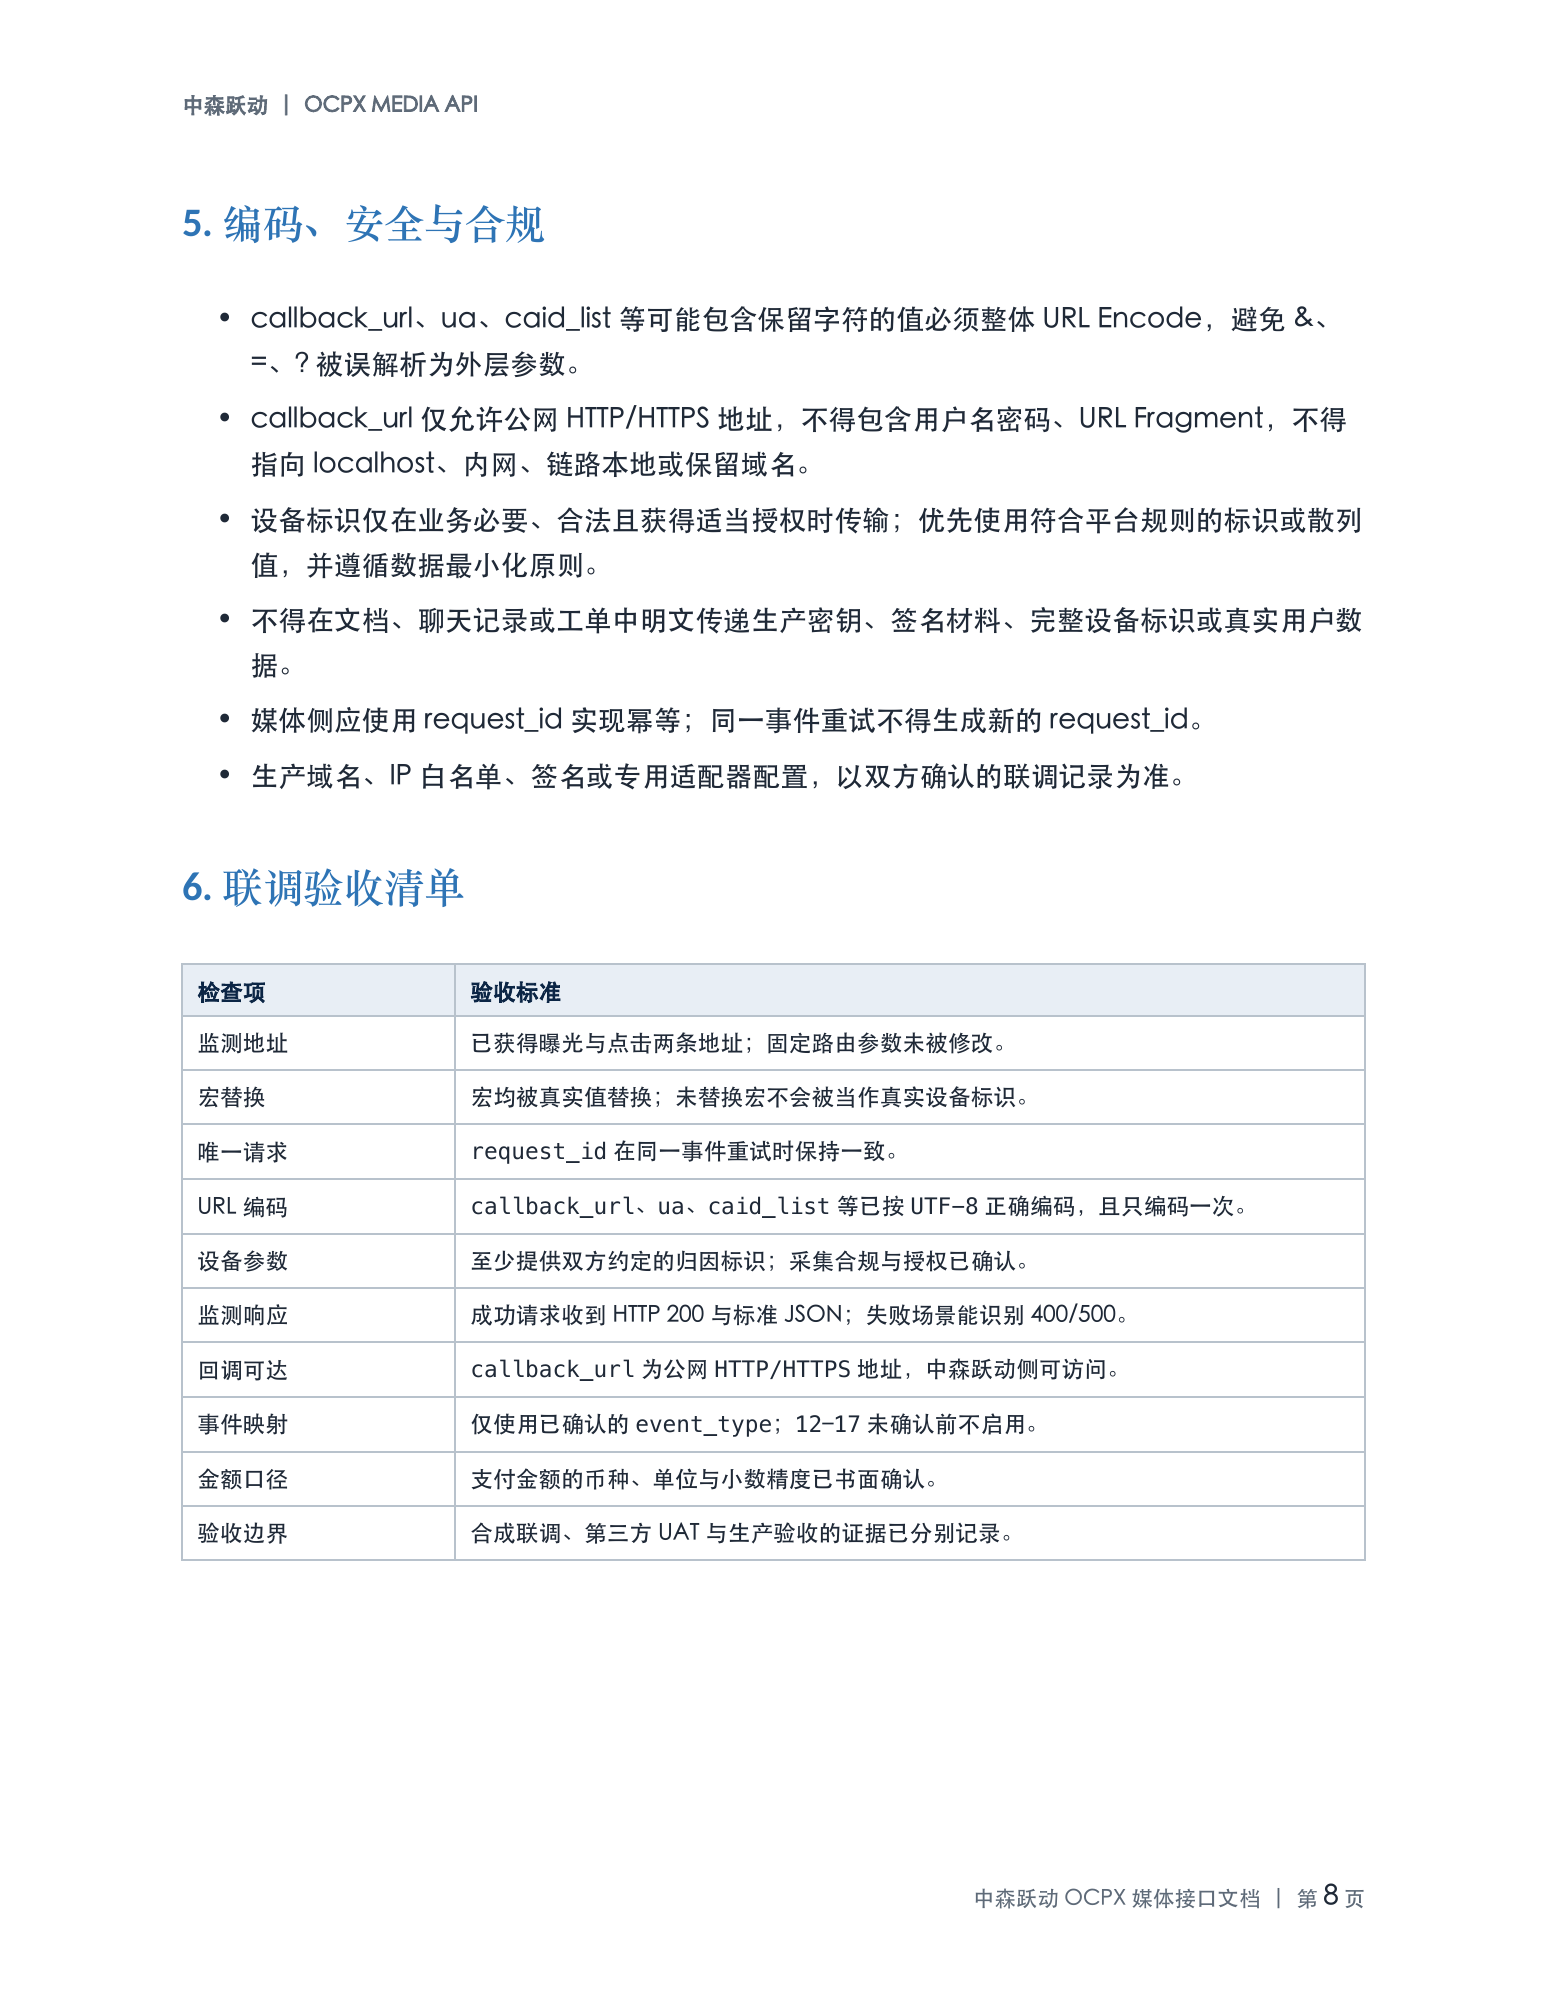 中森跃动 | OCPX MEDIA API
5. 编码、安全与合规
• callback_url、ua、caid_list 等可能包含保留字符的值必须整体 URL Encode，避免 &、
=、? 被误解析为外层参数。
• callback_url 仅允许公网 HTTP/HTTPS 地址，不得包含用户名密码、URL Fragment，不得
指向 localhost、内网、链路本地或保留域名。
• 设备标识仅在业务必要、合法且获得适当授权时传输；优先使用符合平台规则的标识或散列
值，并遵循数据最小化原则。
• 不得在文档、聊天记录或工单中明文传递生产密钥、签名材料、完整设备标识或真实用户数
据。
• 媒体侧应使用 request_id 实现幂等；同一事件重试不得生成新的 request_id。
• 生产域名、IP 白名单、签名或专用适配器配置，以双方确认的联调记录为准。
6. 联调验收清单
检查项 验收标准
监测地址 已获得曝光与点击两条地址；固定路由参数未被修改。
宏替换 宏均被真实值替换；未替换宏不会被当作真实设备标识。
唯一请求 request_id 在同一事件重试时保持一致。
URL 编码 callback_url、ua、caid_list 等已按 UTF-8 正确编码，且只编码一次。
设备参数 至少提供双方约定的归因标识；采集合规与授权已确认。
监测响应 成功请求收到 HTTP 200 与标准 JSON；失败场景能识别 400/500。
回调可达 callback_url 为公网 HTTP/HTTPS 地址，中森跃动侧可访问。
事件映射 仅使用已确认的 event_type；12–17 未确认前不启用。
金额口径 支付金额的币种、单位与小数精度已书面确认。
验收边界 合成联调、第三方 UAT 与生产验收的证据已分别记录。
中森跃动 OCPX 媒体接口文档 | 第 8 页